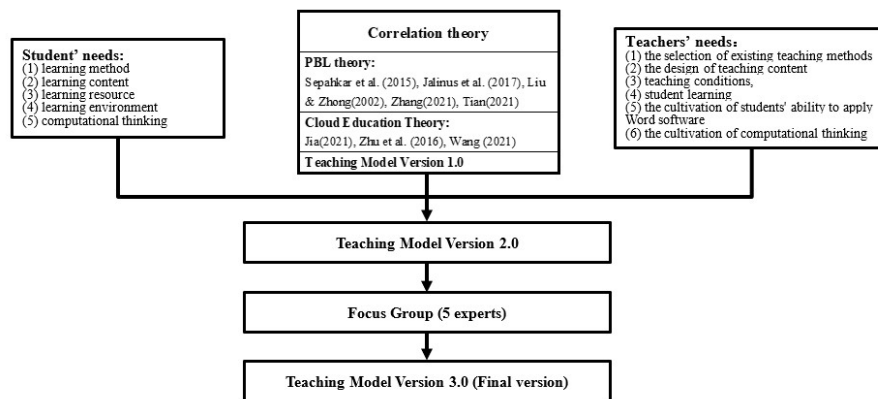 Student' needs:
(1) learning method
(2) learning content
(3) learning resource
(4) learning environment
(5) computational thinking
Correlation theory
PBL theory:
Sepahkar et al. (2015), Jalinus et al. (2017), Liu
& Zhong(2002), Zhang(2021), Tian(2021)
Cloud Education Theory:
Jia(2021), Zhu et al. (2016), Wang (2021)
Teaching Model Version 1.0
Teachers' needs：
(1) the selection of existing teaching methods
(2) the design of teaching content
(3) teaching conditions,
(4) student learning
(5) the cultivation of students' ability to apply
Word software
(6) the cultivation of computational thinking
Teaching Model Version 2.0
Focus Group (5 experts)
Teaching Model Version 3.0 (Final version)